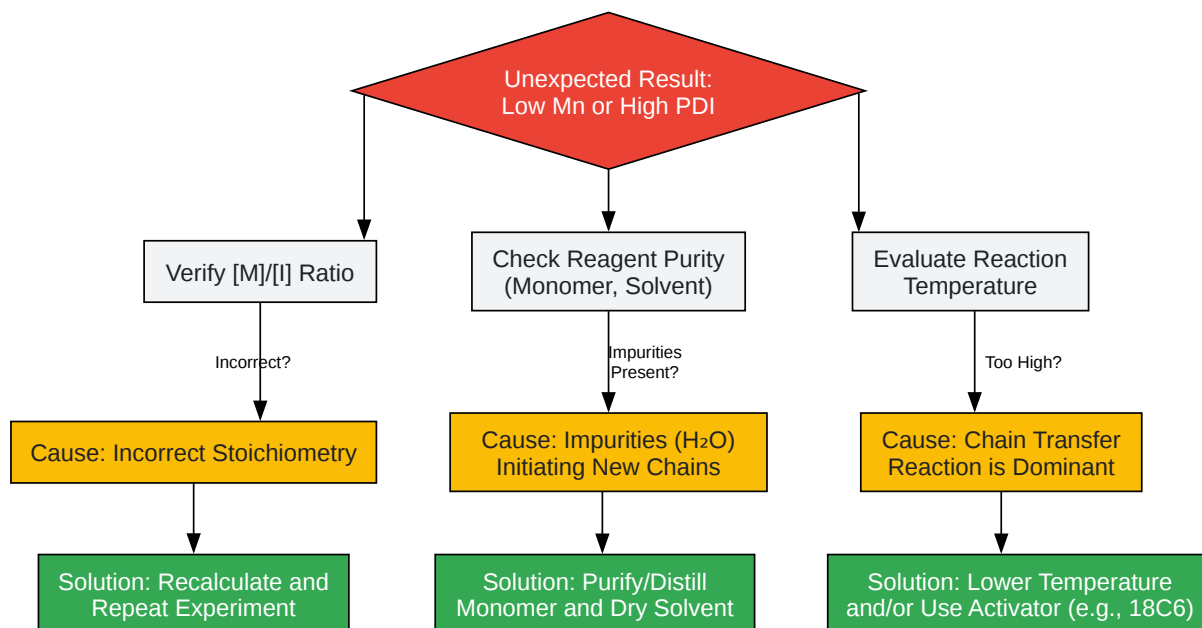 Unexpected Result:
Low Mn or High PDI
Verify [M]/[I] Ratio
Check Reagent Purity
(Monomer, Solvent)
Evaluate Reaction
Temperature
Incorrect?
Impurities
Present?
Too High?
Cause: Incorrect Stoichiometry
Cause: Impurities (H₂O)
Initiating New Chains
Cause: Chain Transfer
Reaction is Dominant
Solution: Recalculate and
Repeat Experiment
Solution: Purify/Distill
Monomer and Dry Solvent
Solution: Lower Temperature
and/or Use Activator (e.g., 18C6)